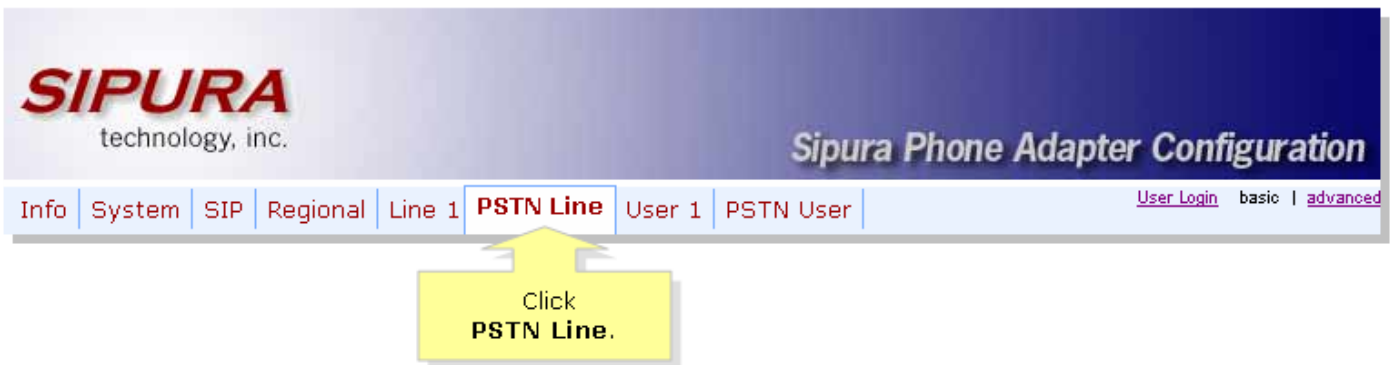 SIPURA
technology, inc.
Sipura Phone Adapter Configuration
Info System SIP Regional Line 1 PSTN Line User 1 PSTN User User Login basic | advanced
Click
PSTN Line.